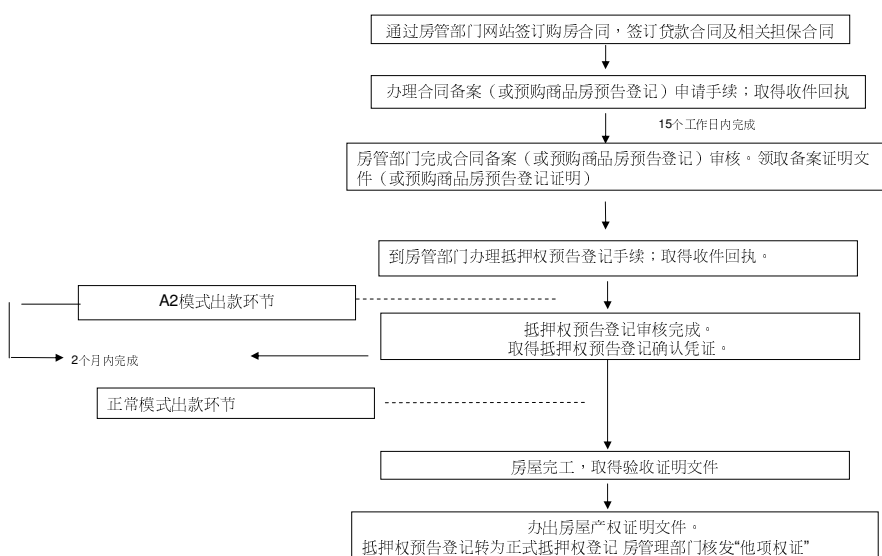 通过房管部门网站签订购房合同，签订贷款合同及相关担保合同
办理合同备案（或预购商品房预告登记）申请手续；取得收件回执
15个工作日内完成
房管部门完成合同备案（或预购商品房预告登记）审核。领取备案证明文
件（或预购商品房预告登记证明）
到房管部门办理抵押权预告登记手续；取得收件回执。
A2模式出款环节
抵押权预告登记审核完成。
取得抵押权预告登记确认凭证。
2个月内完成
正常模式出款环节
房屋完工，取得验收证明文件
办出房屋产权证明文件。
抵押权预告登记转为正式抵押权登记 房管理部门核发“他项权证”